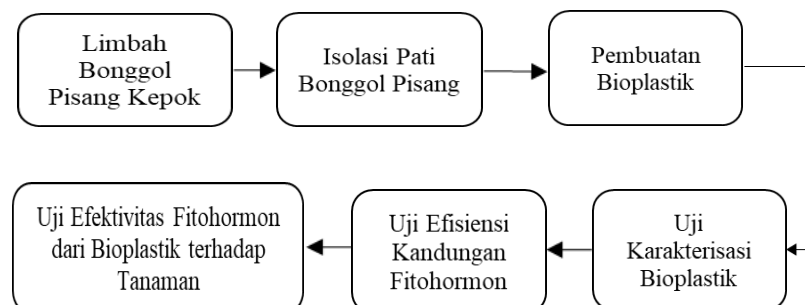 Limbah
Bonggol
Pisang Kepok
Isolasi Pati
Bonggol Pisang
Pembuatan
Bioplastik
Uji
Karakterisasi
Bioplastik
Uji Efisiensi
Kandungan
Fitohormon
Uji Efektivitas Fitohormon
dari Bioplastik terhadap
Tanaman